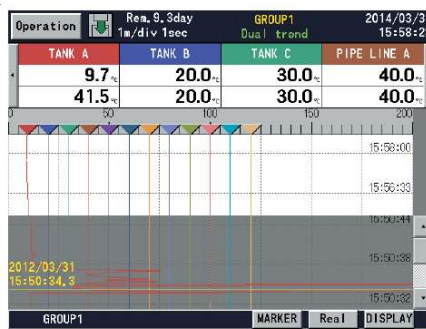 Operation Rem. 9.3day GROUP1 2014/03/3
1m/div 1sec Dual trend 15:58:2
TANK A TANK B TANK C PIPE LINE A
9.7℃ 20.0℃ 30.0℃ 40.0℃
41.5℃ 20.0℃ 30.0℃ 40.0℃
0 50 100 150 200
15:58:00
15:56:33
15:50:44
15:50:38
2012/03/31
15:50:34.3
15:50:32
GROUP1 MARKER Real DISPLAY